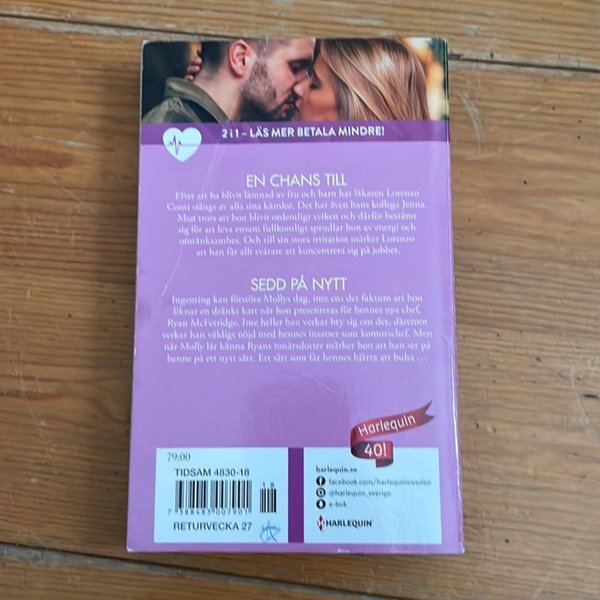 2 i 1 – LÄS MER BETALA MINDRE!
EN CHANS TILL
Efter att ha blivit lämnad av fru och barn har läkaren Lorenzo
Conti stängt av alla sina känslor. Det har även hans kollega Jenna.
Men trots att hon blivit ordentligt sviken och därför bestämt
sig för att leva ensam fullkomligt sprudlar hon av energi och
omtänksamhet. Och till sin stora irritation märker Lorenzo
att han får allt svårare att koncentrera sig på jobbet.
SEDD PÅ NYTT
Ingenting kan förstöra Mollys dag, inte ens det faktum att hon
liknar en dränkt katt när hon presenteras för hennes nya chef,
Ryan McFetridge. Inte heller han verkar bry sig om det, däremot
verkar han väldigt nöjd med hennes insatser som kontorschef. Men
när Molly lär känna Ryans tonårsdotter märker hon att han ser på
henne på ett nytt sätt. Ett sätt som får hennes hjärta att bulta …
Harlequin
40!
79:00
TIDSAM 4830-18
18
7 388483 007901
RETURVECKA 27
harlequin.se
facebook.com/harlequinsweden
@harlequin_sverige
e-bok
HARLEQUIN